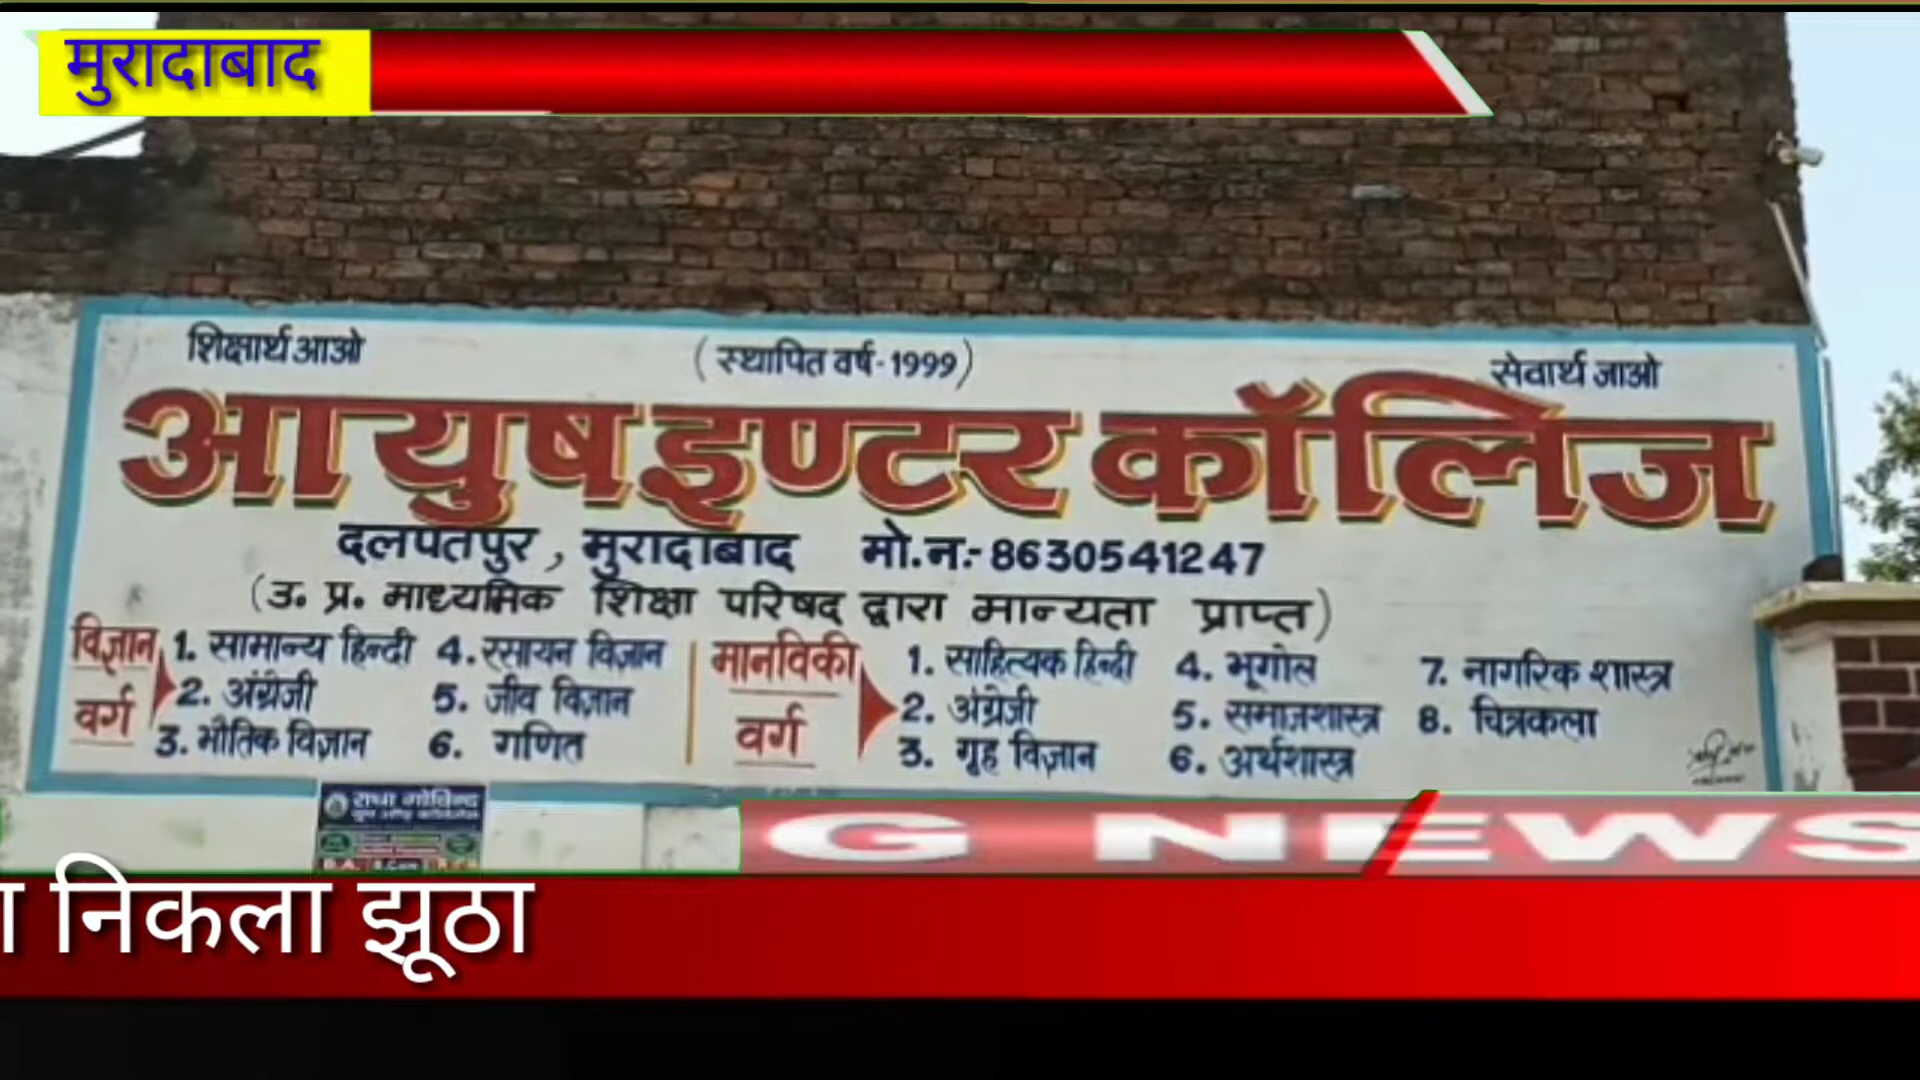 मुरादाबाद
शिक्षार्थ आओ (स्थापित वर्ष-1999) सेवार्थ जाओ
आयुष इण्टर कॉलिज
दलपतपुर, मुरादाबाद मो.न.-8630541247
(उ. प्र. माध्यमिक शिक्षा परिषद द्वारा मान्यता प्राप्त)
विज्ञान वर्ग
1. सामान्य हिन्दी 4. रसायन विज्ञान
2. अंग्रेजी 5. जीव विज्ञान
3. भौतिक विज्ञान 6. गणित
मानविकी वर्ग
1. साहित्यक हिन्दी 4. भूगोल 7. नागरिक शास्त्र
2. अंग्रेजी 5. समाजशास्त्र 8. चित्रकला
3. गृह विज्ञान 6. अर्थशास्त्र
राधा गोविन्द
B.A. B.Com
G NEWS
निकला झूठा